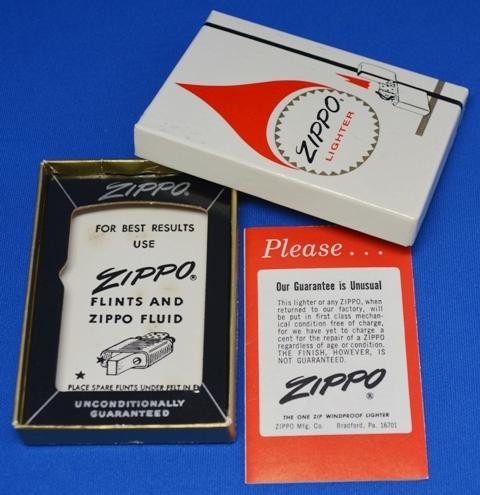 ZIPPO®
LIGHTER
ZIPPO®
FOR BEST RESULTS
USE
ZIPPO®
FLINTS AND
ZIPPO FLUID
PLACE SPARE FLINTS UNDER FELT IN
UNCONDITIONALLY
GUARANTEED
Please...
Our Guarantee is Unusual
This lighter or any ZIPPO, when
returned to our factory, will
be put in first class mechan-
ical condition free of charge,
for we have yet to charge a
cent for the repair of a ZIPPO
regardless of age or condition.
THE FINISH, HOWEVER, IS
NOT GUARANTEED.
ZIPPO®
THE ONE ZIP WINDPROOF LIGHTER
ZIPPO Mfg. Co. Bradford, Pa. 16701